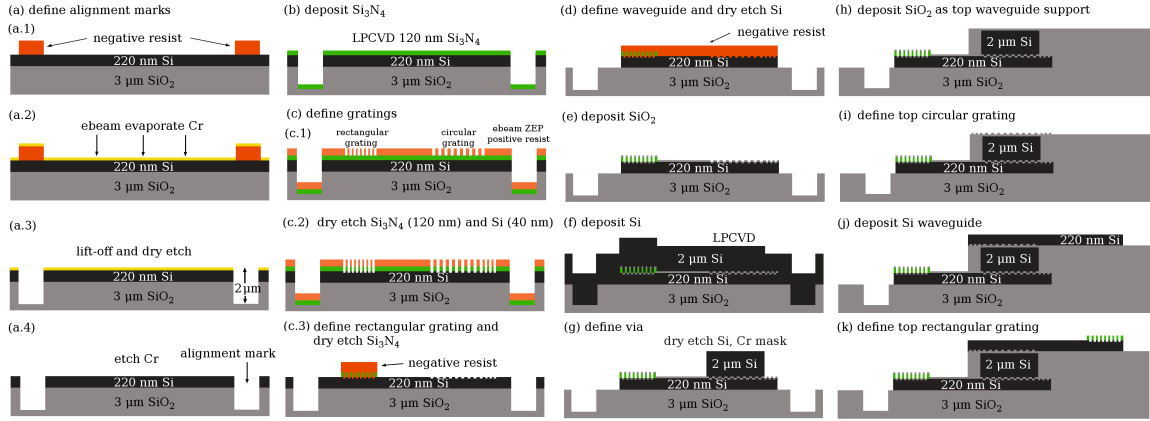 (a) define alignment marks
(a.1)
negative resist
220 nm Si
3 μm SiO₂
(a.2)
ebeam evaporate Cr
220 nm Si
3 μm SiO₂
(a.3)
lift-off and dry etch
220 nm Si
3 μm SiO₂
2μm
(a.4)
etch Cr
alignment mark
220 nm Si
3 μm SiO₂
(b) deposit Si₃N₄
LPCVD 120 nm Si₃N₄
220 nm Si
3 μm SiO₂
(c) define gratings
(c.1)
rectangular
grating
circular
grating
ebeam ZEP
positive resist
220 nm Si
3 μm SiO₂
(c.2) dry etch Si₃N₄ (120 nm) and Si (40 nm)
220 nm Si
3 μm SiO₂
(c.3) define rectangular grating and
dry etch Si₃N₄
negative resist
220 nm Si
3 μm SiO₂
(d) define waveguide and dry etch Si
negative resist
220 nm Si
3 μm SiO₂
(e) deposit SiO₂
220 nm Si
3 μm SiO₂
(f) deposit Si
LPCVD
2 μm Si
220 nm Si
3 μm SiO₂
(g) define via
dry etch Si, Cr mask
2 μm Si
220 nm Si
3 μm SiO₂
(h) deposit SiO₂ as top waveguide support
2 μm Si
220 nm Si
3 μm SiO₂
(i) define top circular grating
2 μm Si
220 nm Si
3 μm SiO₂
(j) deposit Si waveguide
220 nm Si
2 μm Si
220 nm Si
3 μm SiO₂
(k) define top rectangular grating
2 μm Si
220 nm Si
3 μm SiO₂